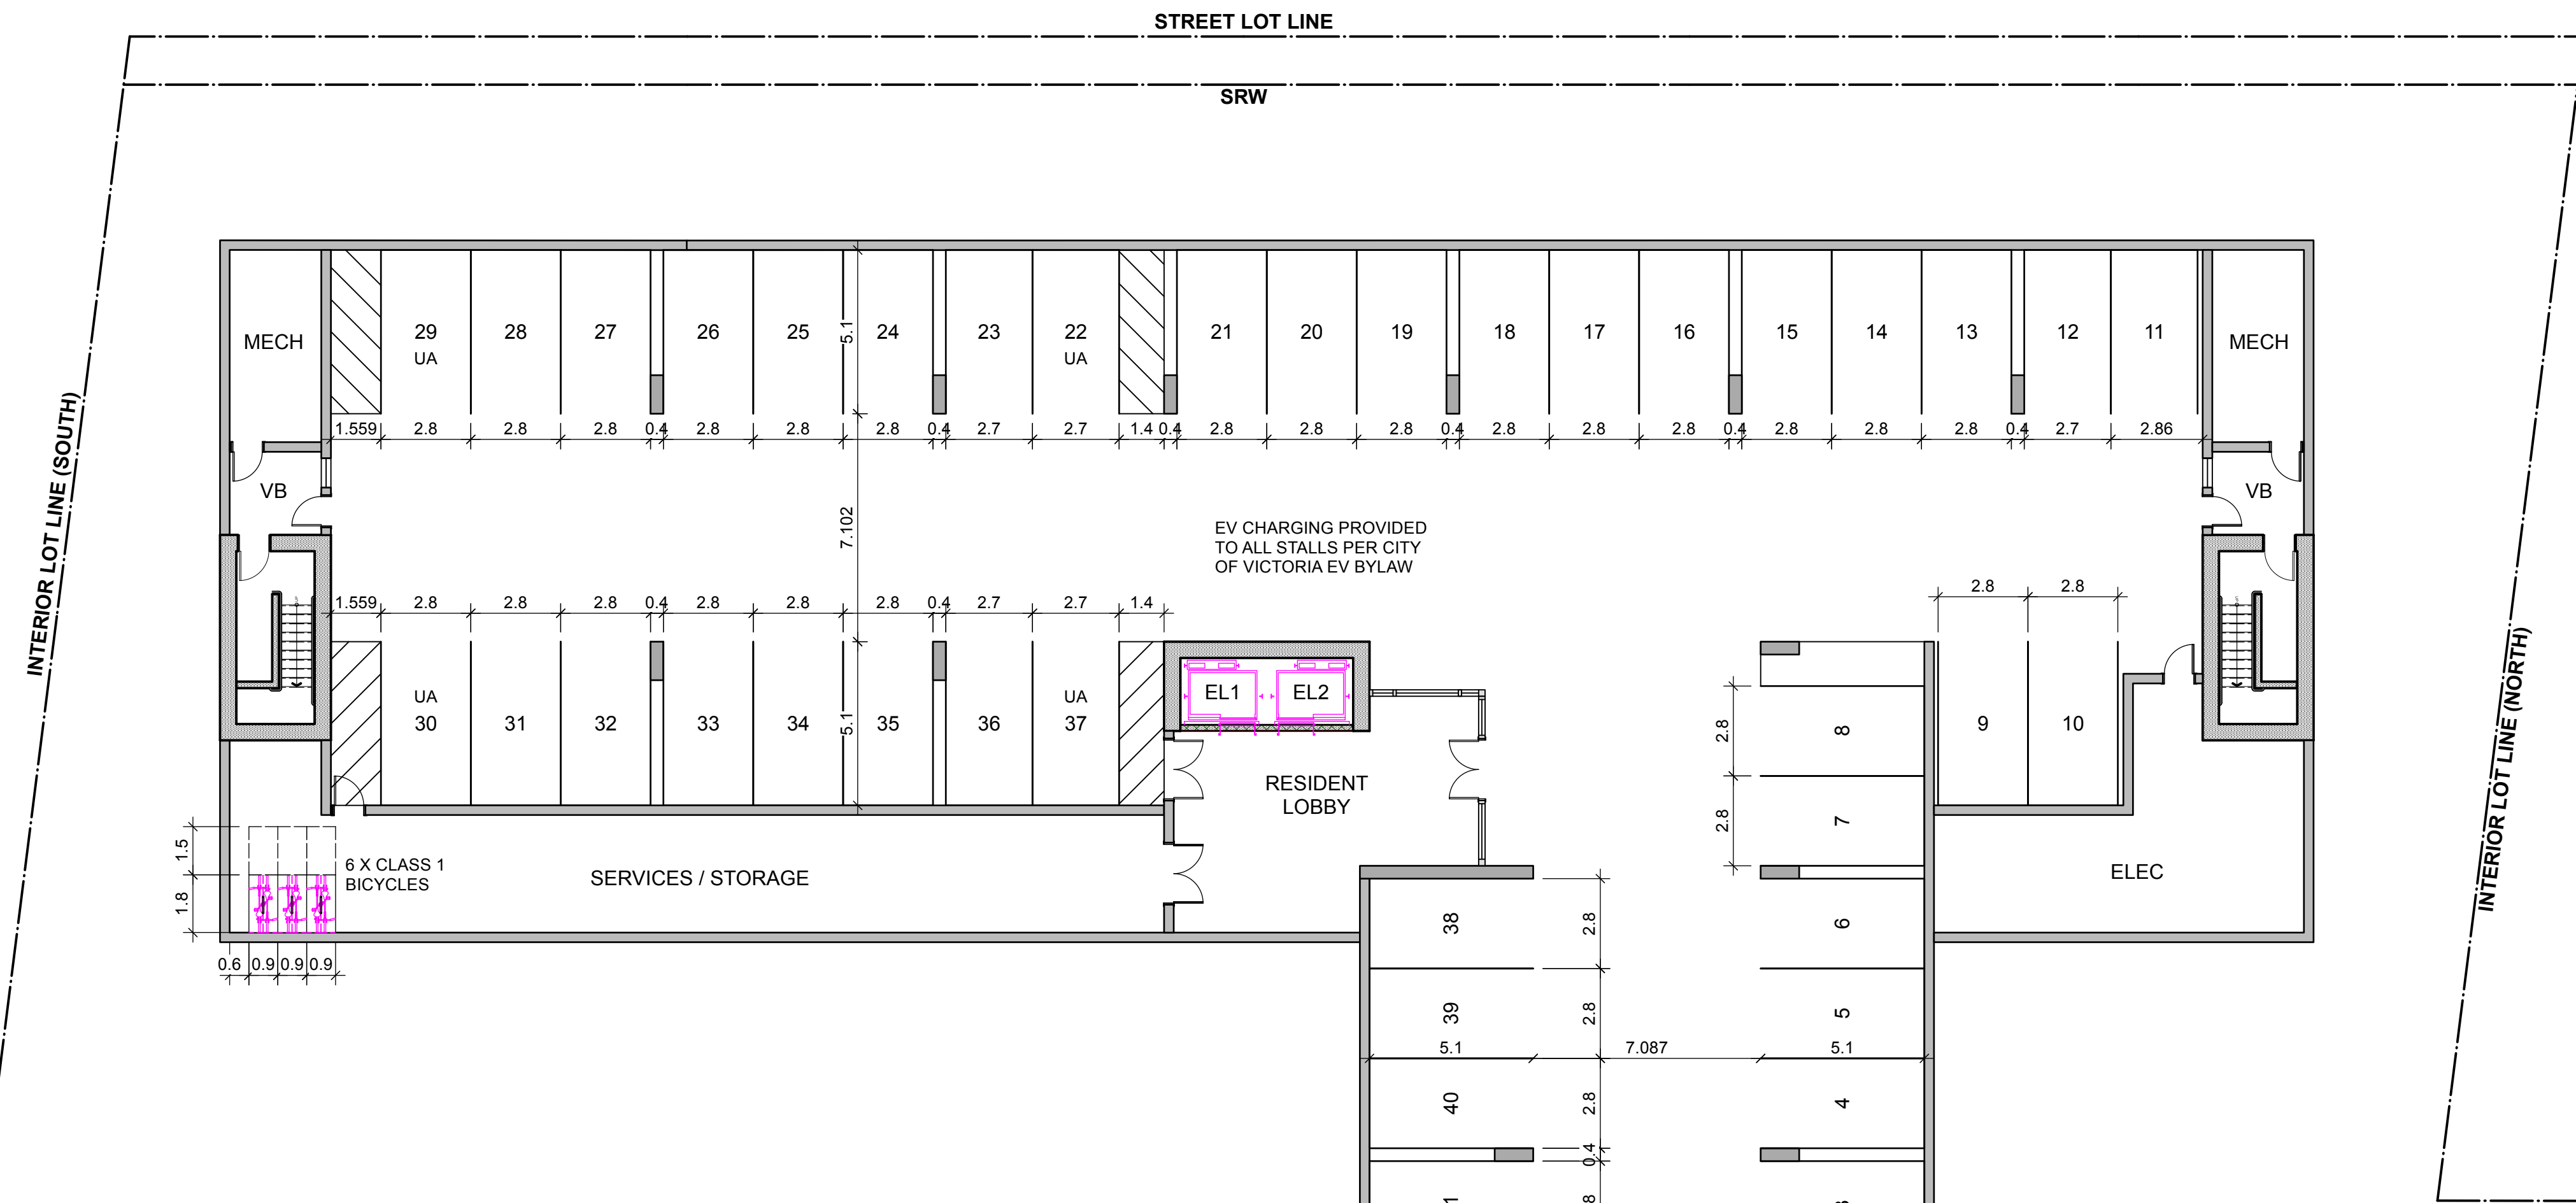 STREET LOT LINE
SRW
INTERIOR LOT LINE (SOUTH)
INTERIOR LOT LINE (NORTH)
MECH
29 28 27 26 25 24 23 22 21 20 19 18 17 16 15 14 13 12 11
UA UA
5.1
MECH
1.559 2.8 2.8 2.8 0.4 2.8 2.8 2.8 0.4 2.7 2.7 1.4 0.4 2.8 2.8 2.8 0.4 2.8 2.8 2.8 0.4 2.8 2.8 2.8 0.4 2.7 2.86
VB
VB
7.102
EV CHARGING PROVIDED
TO ALL STALLS PER CITY
OF VICTORIA EV BYLAW
1.559 2.8 2.8 2.8 0.4 2.8 2.8 2.8 0.4 2.7 2.7 1.4
2.8 2.8
UA UA
30 31 32 33 34 35 36 37
5.1
EL1 EL2
2.8
8
9 10
RESIDENT
LOBBY
2.8
7
1.5
1.8
6 X CLASS 1
BICYCLES
SERVICES / STORAGE
ELEC
38
2.8
6
0.6 0.9 0.9 0.9
39
2.8
5
5.1 7.087 5.1
40
2.8
4
0.4